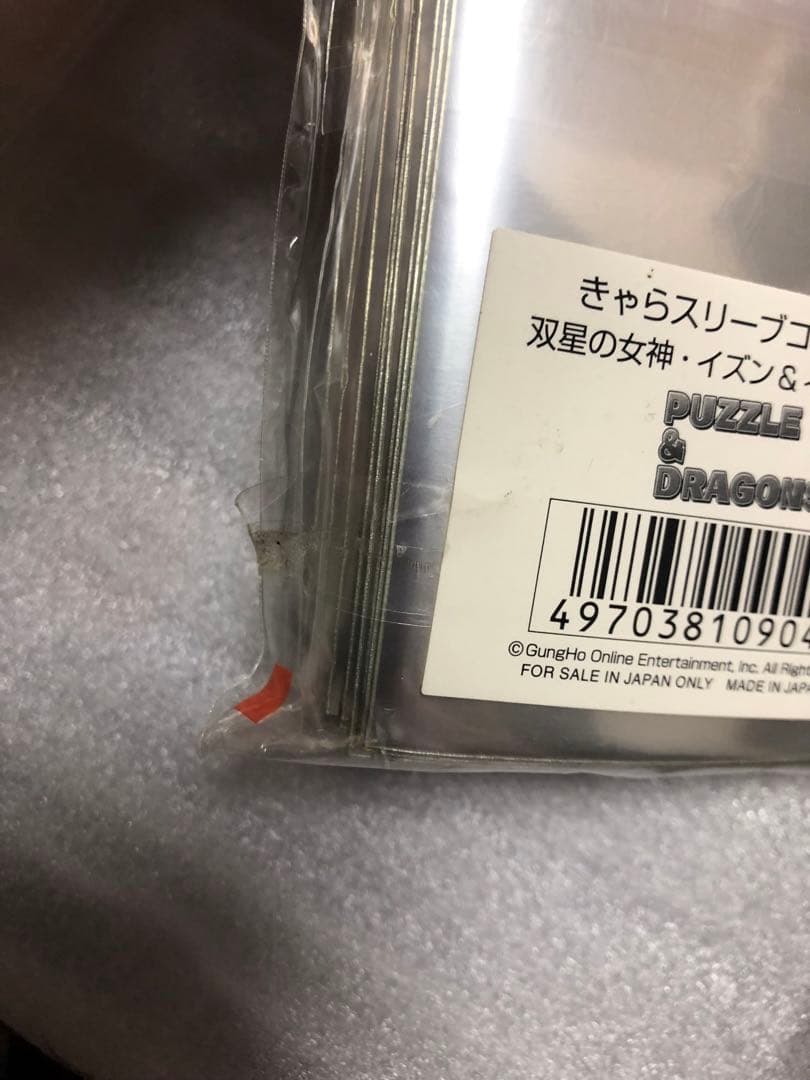 きゃらスリーブコ
双星の女神・イズン&
PUZZLE
&
DRAGONS
49703810904
©GungHo Online Entertainment, Inc. All Right
FOR SALE IN JAPAN ONLY MADE IN JAPA